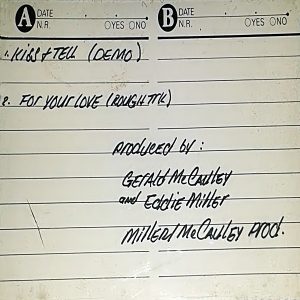 A DATE
N.R. ○YES ○NO
B DATE
N.R. ○YES ○NO
1. KISS & TELL (DEMO)
2. FOR YOUR LOVE (ROUGH TRK)
PRODUCED by :
GERALD McCAULEY
and Eddie Miller
Miller/McCAULEY PROD.